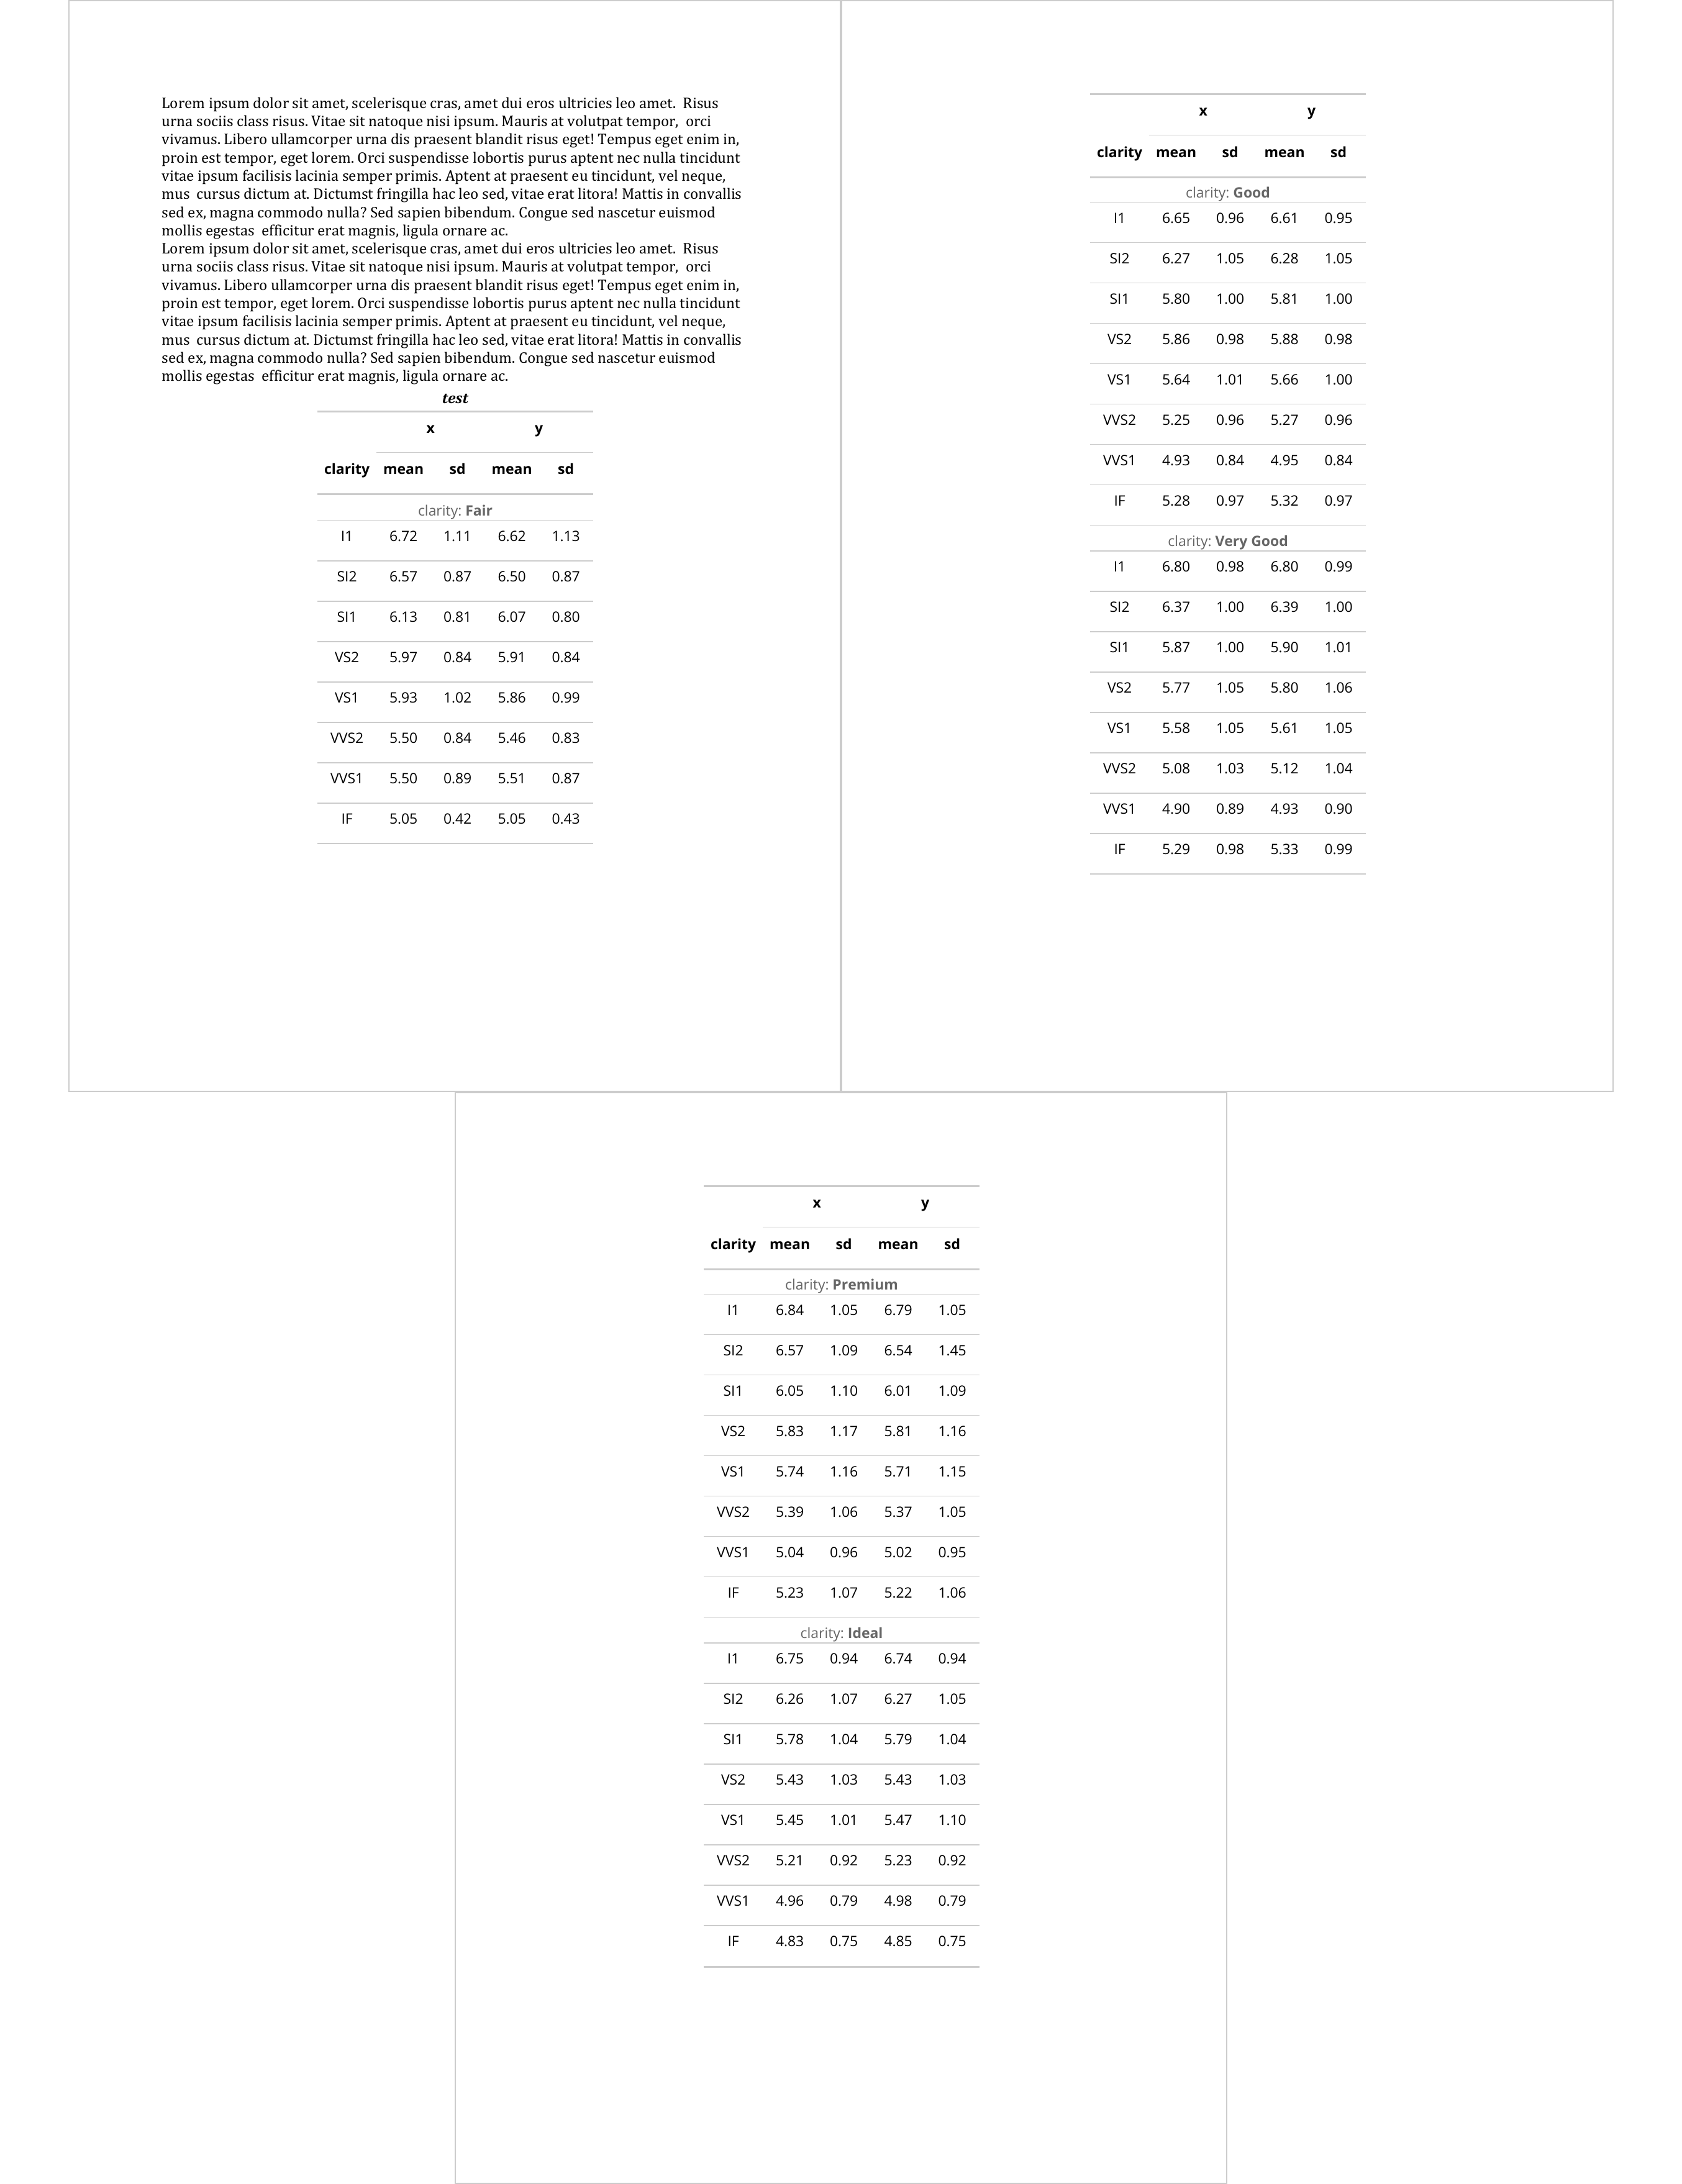 Lorem ipsum dolor sit amet, scelerisque cras, amet dui eros ultricies leo amet.  Risus
urna sociis class risus. Vitae sit natoque nisi ipsum. Mauris at volutpat tempor,  orci
vivamus. Libero ullamcorper urna dis praesent blandit risus eget! Tempus eget enim in,
proin est tempor, eget lorem. Orci suspendisse lobortis purus aptent nec nulla tincidunt
vitae ipsum facilisis lacinia semper primis. Aptent at praesent eu tincidunt, vel neque,
mus  cursus dictum at. Dictumst fringilla hac leo sed, vitae erat litora! Mattis in convallis
sed ex, magna commodo nulla? Sed sapien bibendum. Congue sed nascetur euismod
mollis egestas  efficitur erat magnis, ligula ornare ac.
Lorem ipsum dolor sit amet, scelerisque cras, amet dui eros ultricies leo amet.  Risus
urna sociis class risus. Vitae sit natoque nisi ipsum. Mauris at volutpat tempor,  orci
vivamus. Libero ullamcorper urna dis praesent blandit risus eget! Tempus eget enim in,
proin est tempor, eget lorem. Orci suspendisse lobortis purus aptent nec nulla tincidunt
vitae ipsum facilisis lacinia semper primis. Aptent at praesent eu tincidunt, vel neque,
mus  cursus dictum at. Dictumst fringilla hac leo sed, vitae erat litora! Mattis in convallis
sed ex, magna commodo nulla? Sed sapien bibendum. Congue sed nascetur euismod
mollis egestas  efficitur erat magnis, ligula ornare ac.
test
x y
clarity mean sd mean sd
clarity: Fair
I1 6.72 1.11 6.62 1.13
SI2 6.57 0.87 6.50 0.87
SI1 6.13 0.81 6.07 0.80
VS2 5.97 0.84 5.91 0.84
VS1 5.93 1.02 5.86 0.99
VVS2 5.50 0.84 5.46 0.83
VVS1 5.50 0.89 5.51 0.87
IF 5.05 0.42 5.05 0.43
x y
clarity mean sd mean sd
clarity: Good
I1 6.65 0.96 6.61 0.95
SI2 6.27 1.05 6.28 1.05
SI1 5.80 1.00 5.81 1.00
VS2 5.86 0.98 5.88 0.98
VS1 5.64 1.01 5.66 1.00
VVS2 5.25 0.96 5.27 0.96
VVS1 4.93 0.84 4.95 0.84
IF 5.28 0.97 5.32 0.97
clarity: Very Good
I1 6.80 0.98 6.80 0.99
SI2 6.37 1.00 6.39 1.00
SI1 5.87 1.00 5.90 1.01
VS2 5.77 1.05 5.80 1.06
VS1 5.58 1.05 5.61 1.05
VVS2 5.08 1.03 5.12 1.04
VVS1 4.90 0.89 4.93 0.90
IF 5.29 0.98 5.33 0.99
x y
clarity mean sd mean sd
clarity: Premium
I1 6.84 1.05 6.79 1.05
SI2 6.57 1.09 6.54 1.45
SI1 6.05 1.10 6.01 1.09
VS2 5.83 1.17 5.81 1.16
VS1 5.74 1.16 5.71 1.15
VVS2 5.39 1.06 5.37 1.05
VVS1 5.04 0.96 5.02 0.95
IF 5.23 1.07 5.22 1.06
clarity: Ideal
I1 6.75 0.94 6.74 0.94
SI2 6.26 1.07 6.27 1.05
SI1 5.78 1.04 5.79 1.04
VS2 5.43 1.03 5.43 1.03
VS1 5.45 1.01 5.47 1.10
VVS2 5.21 0.92 5.23 0.92
VVS1 4.96 0.79 4.98 0.79
IF 4.83 0.75 4.85 0.75